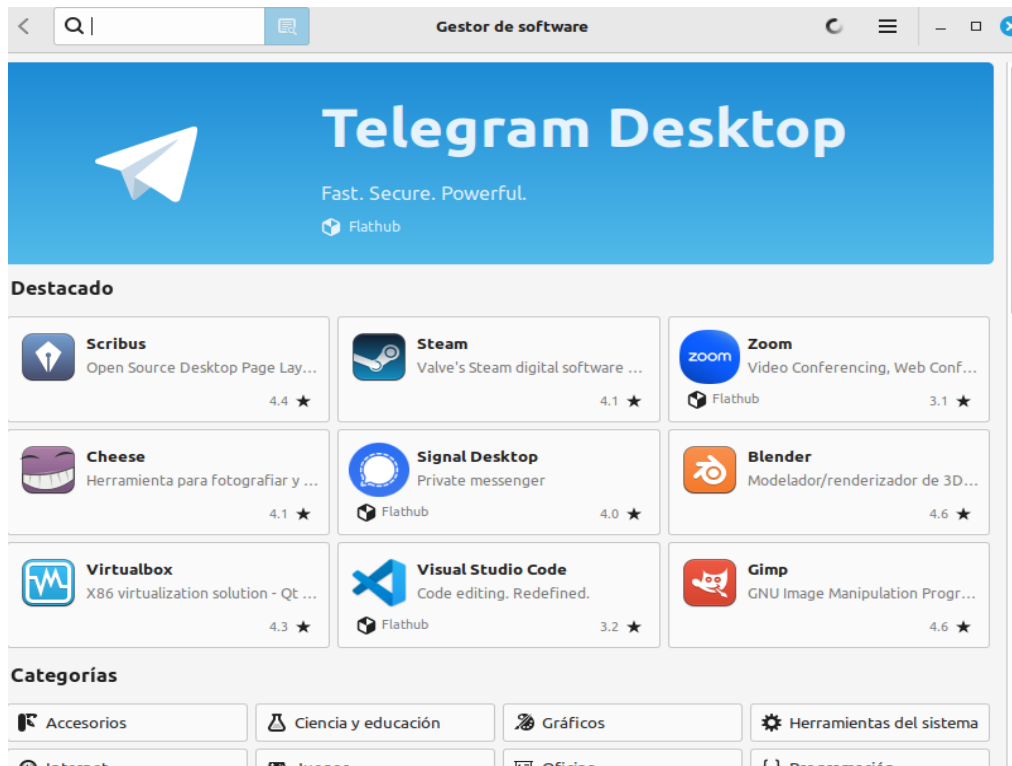 Gestor de software
Telegram Desktop
Fast. Secure. Powerful.
Flathub
Destacado
Scribus
Open Source Desktop Page Lay...
4.4 ★
Steam
Valve's Steam digital software ...
4.1 ★
zoom
Zoom
Video Conferencing, Web Conf...
Flathub
3.1 ★
Cheese
Herramienta para fotografiar y ...
4.1 ★
Signal Desktop
Private messenger
Flathub
4.0 ★
Blender
Modelador/renderizador de 3D...
4.6 ★
Virtualbox
X86 virtualization solution - Qt ...
4.3 ★
Visual Studio Code
Code editing. Redefined.
Flathub
3.2 ★
Gimp
GNU Image Manipulation Progr...
4.6 ★
Categorías
Accesorios
Ciencia y educación
Gráficos
Herramientas del sistema
Internet
Juegos
Oficina
Programación